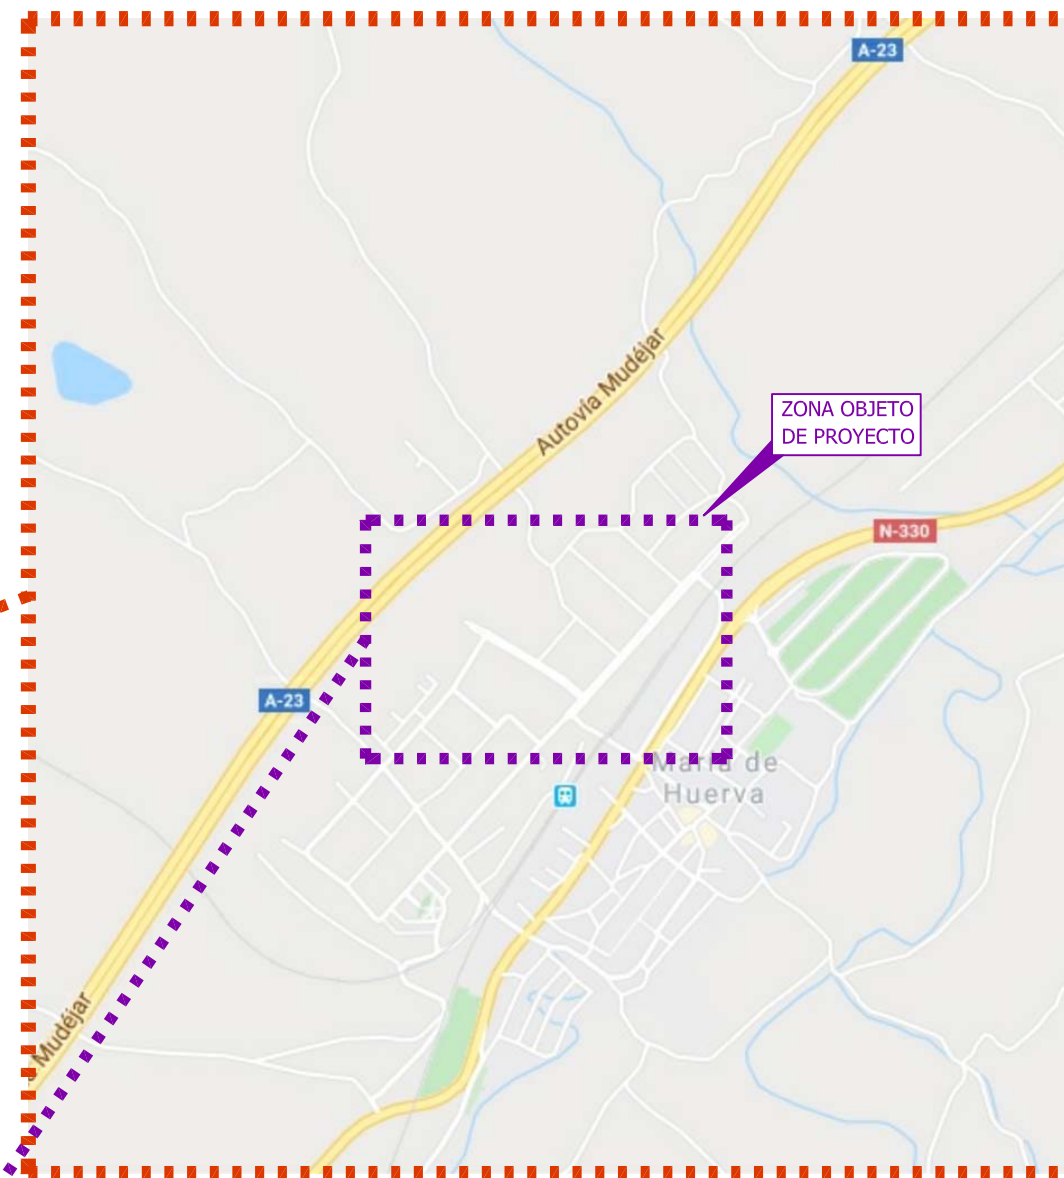 A-23
Autovía Mudéjar
ZONA OBJETO
DE PROYECTO
N-330
A-23
María de
Huerva
Mudéjar